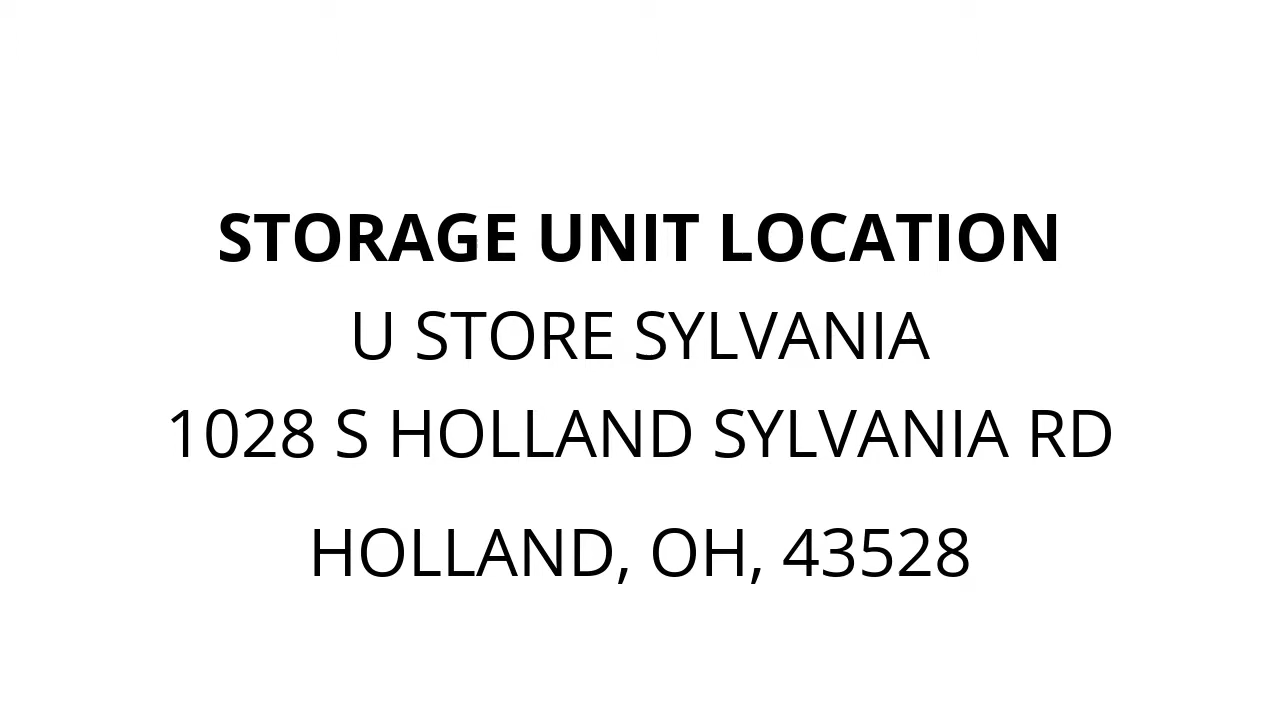 STORAGE UNIT LOCATION
U STORE SYLVANIA
1028 S HOLLAND SYLVANIA RD
HOLLAND, OH, 43528